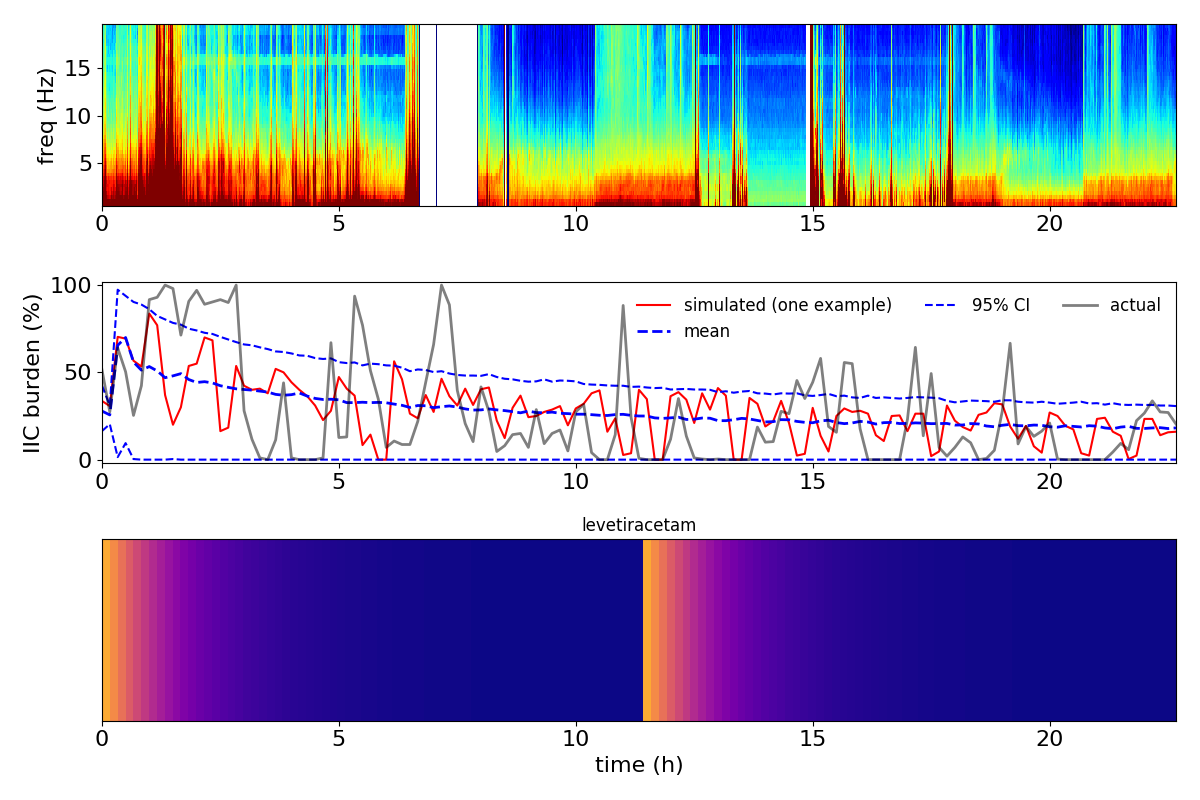 freq (Hz)
15
10
5
0 5 10 15 20
IIC burden (%)
100
50
0
simulated (one example) 95% CI actual
mean
0 5 10 15 20
levetiracetam
0 5 10 15 20
time (h)